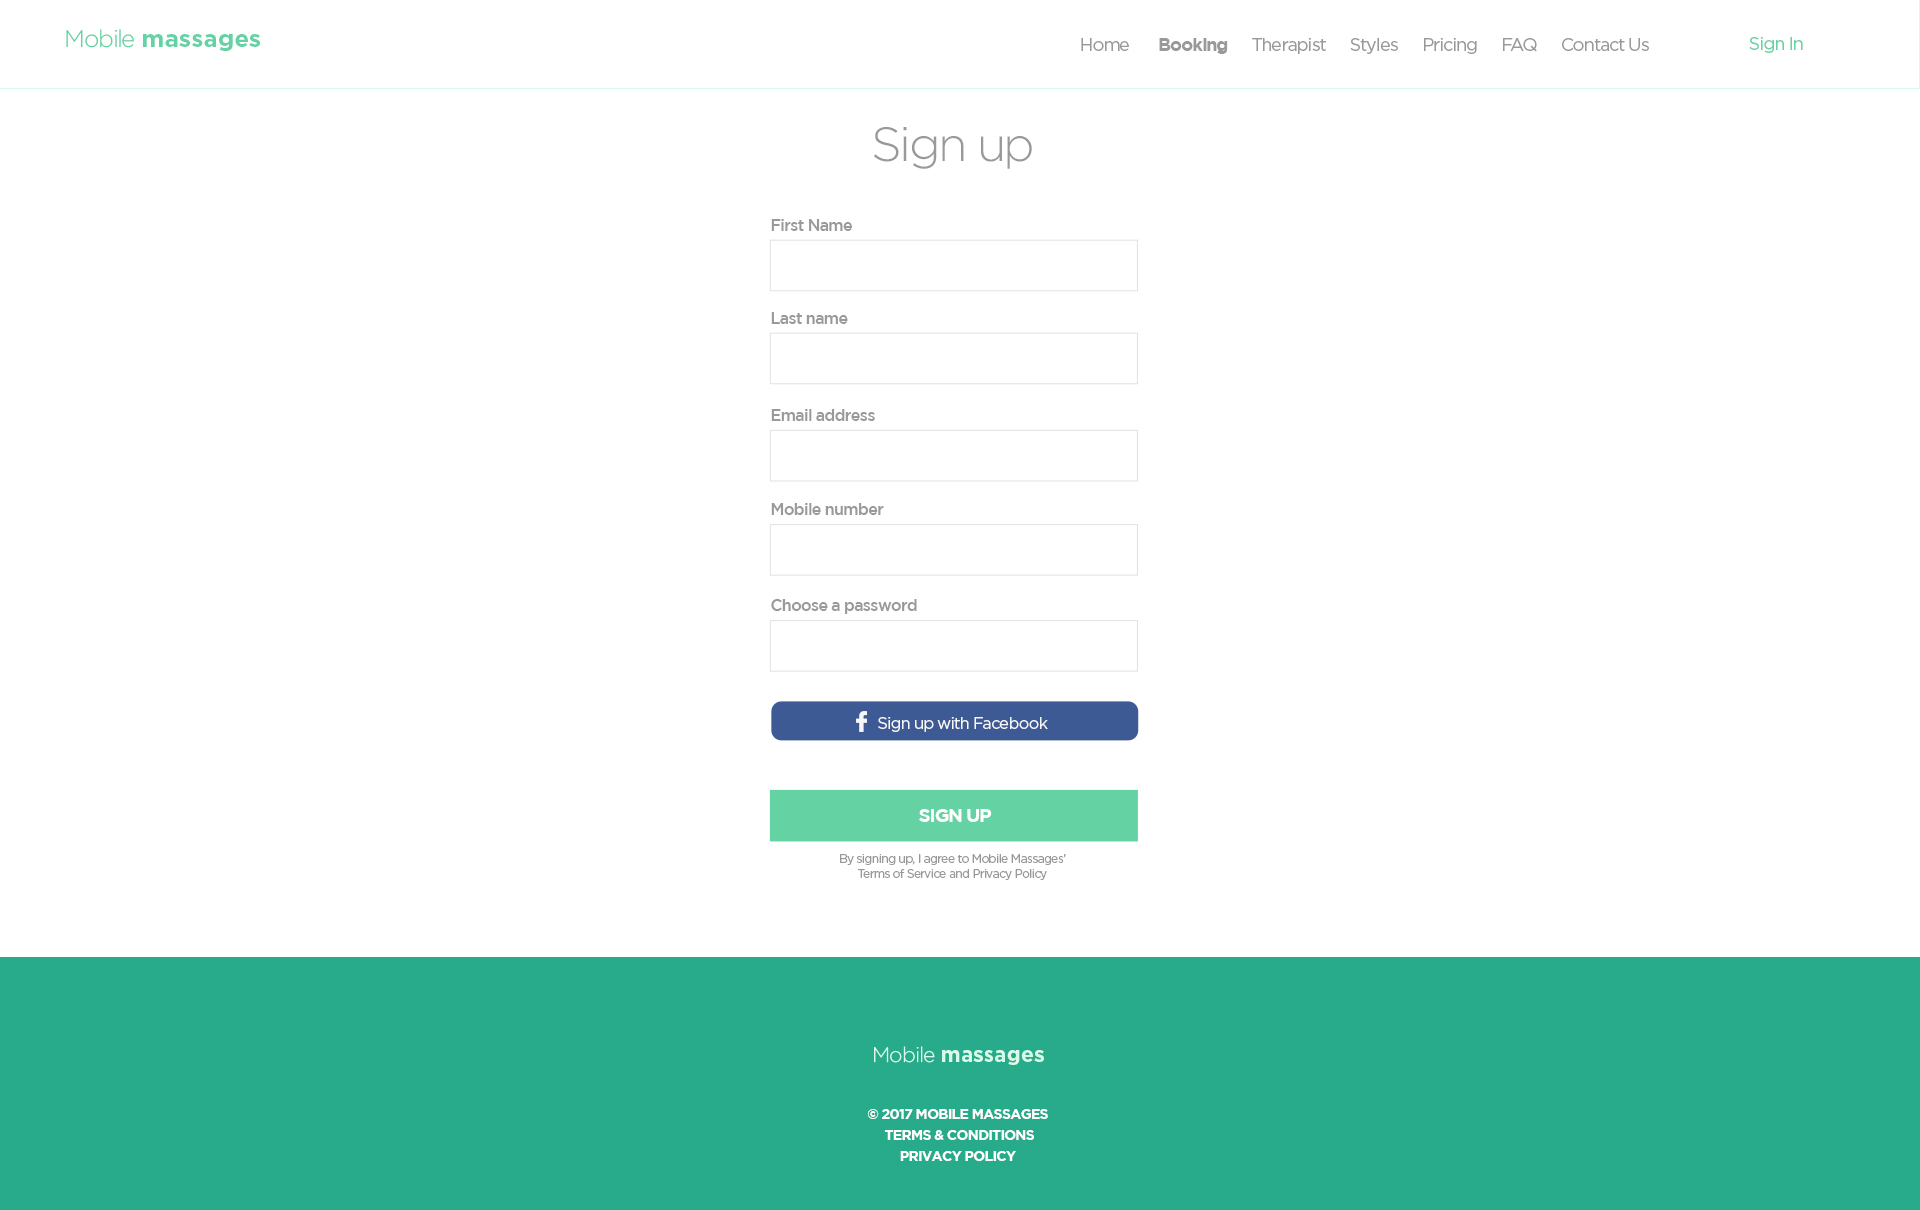 Mobile massages
Home Booking Therapist Styles Pricing FAQ Contact Us Sign In
Sign up
First Name
Last name
Email address
Mobile number
Choose a password
Sign up with Facebook
SIGN UP
By signing up, I agree to Mobile Massages'
Terms of Service and Privacy Policy
Mobile massages
© 2017 MOBILE MASSAGES
TERMS & CONDITIONS
PRIVACY POLICY